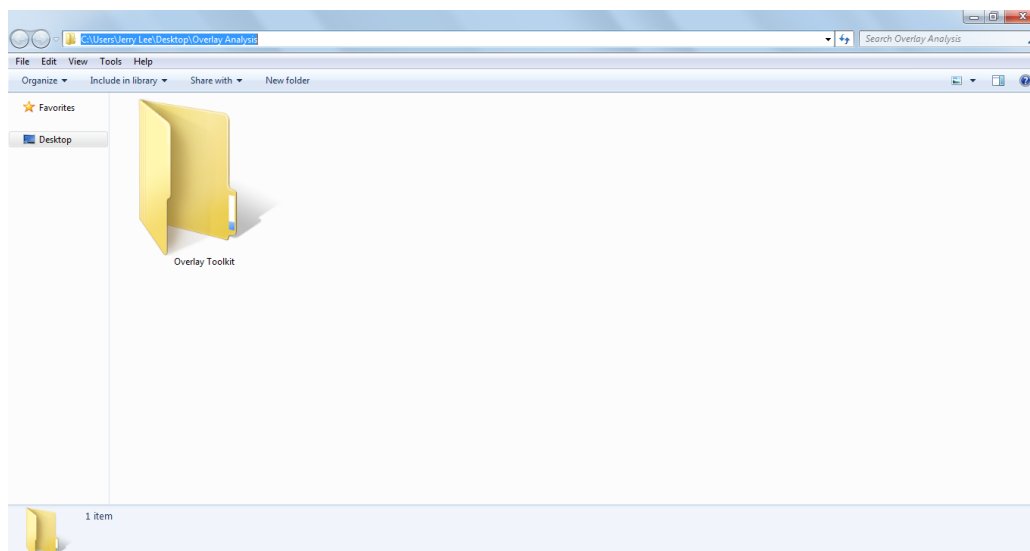 C:\Users\Jerry Lee\Desktop\Overlay Analysis
Search Overlay Analysis
File Edit View Tools Help
Organize Include in library Share with New folder
Favorites
Desktop
Overlay Toolkit
1 item